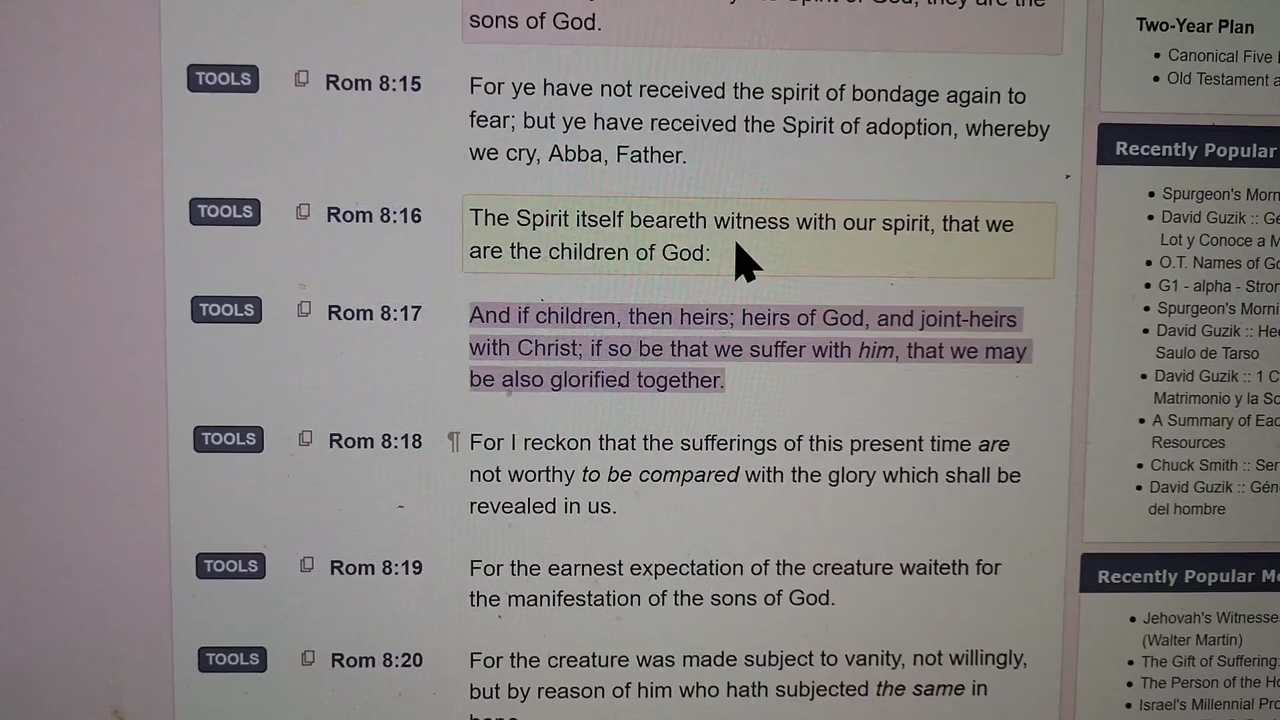 sons of God.
TOOLS Rom 8:15 For ye have not received the spirit of bondage again to
fear; but ye have received the Spirit of adoption, whereby
we cry, Abba, Father.
TOOLS Rom 8:16 The Spirit itself beareth witness with our spirit, that we
are the children of God:
TOOLS Rom 8:17 And if children, then heirs; heirs of God, and joint-heirs
with Christ; if so be that we suffer with him, that we may
be also glorified together.
TOOLS Rom 8:18 ¶ For I reckon that the sufferings of this present time are
not worthy to be compared with the glory which shall be
revealed in us.
TOOLS Rom 8:19 For the earnest expectation of the creature waiteth for
the manifestation of the sons of God.
TOOLS Rom 8:20 For the creature was made subject to vanity, not willingly,
but by reason of him who hath subjected the same in
Two-Year Plan
• Canonical Five
• Old Testament
Recently Popular
• Spurgeon's
• David Guzik ::
Lot y Conoce a
• O.T. Names of
• G1 - alpha -
• Spurgeon's
• David Guzik ::
Saulo de Tarso
• David Guzik :: 1
Matrimonio y la
• A Summary of
Resources
• Chuck Smith ::
• David Guzik ::
del hombre
Recently Popular
• Jehovah's
(Walter Martin)
• The Gift of Suffering:
• The Person of the
• Israel's Millennial